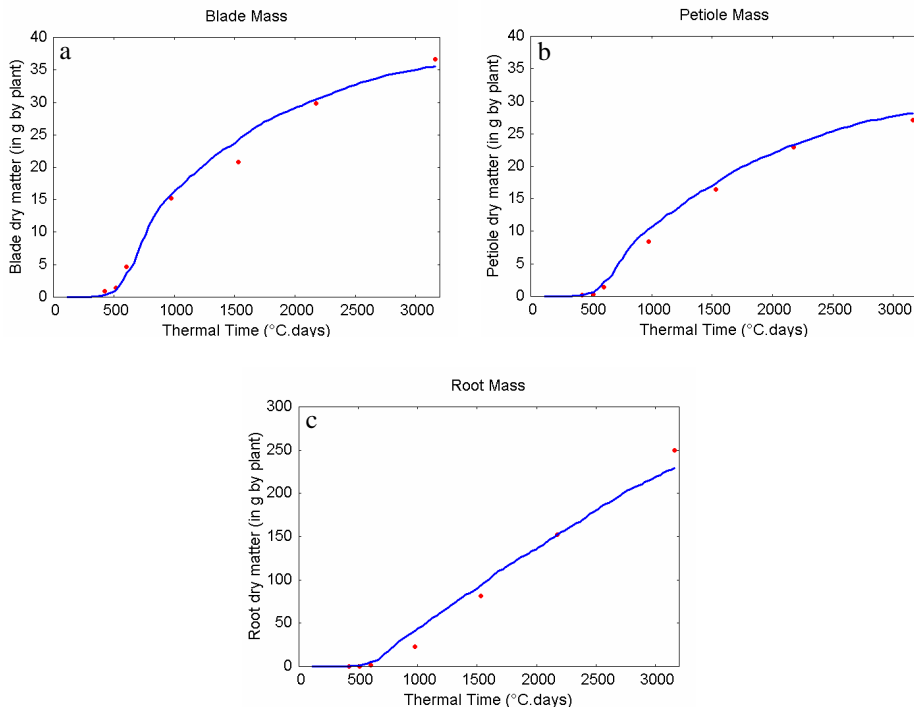 Blade Mass
a
40
35
30
25
20
15
10
5
0
0 500 1000 1500 2000 2500 3000
Thermal Time (°C.days)
Blade dry matter (in g by plant)
Petiole Mass
b
40
35
30
25
20
15
10
5
0
0 500 1000 1500 2000 2500 3000
Thermal Time (°C.days)
Petiole dry matter (in g by plant)
Root Mass
c
300
250
200
150
100
50
0
0 500 1000 1500 2000 2500 3000
Thermal Time (°C.days)
Root dry matter (in g by plant)